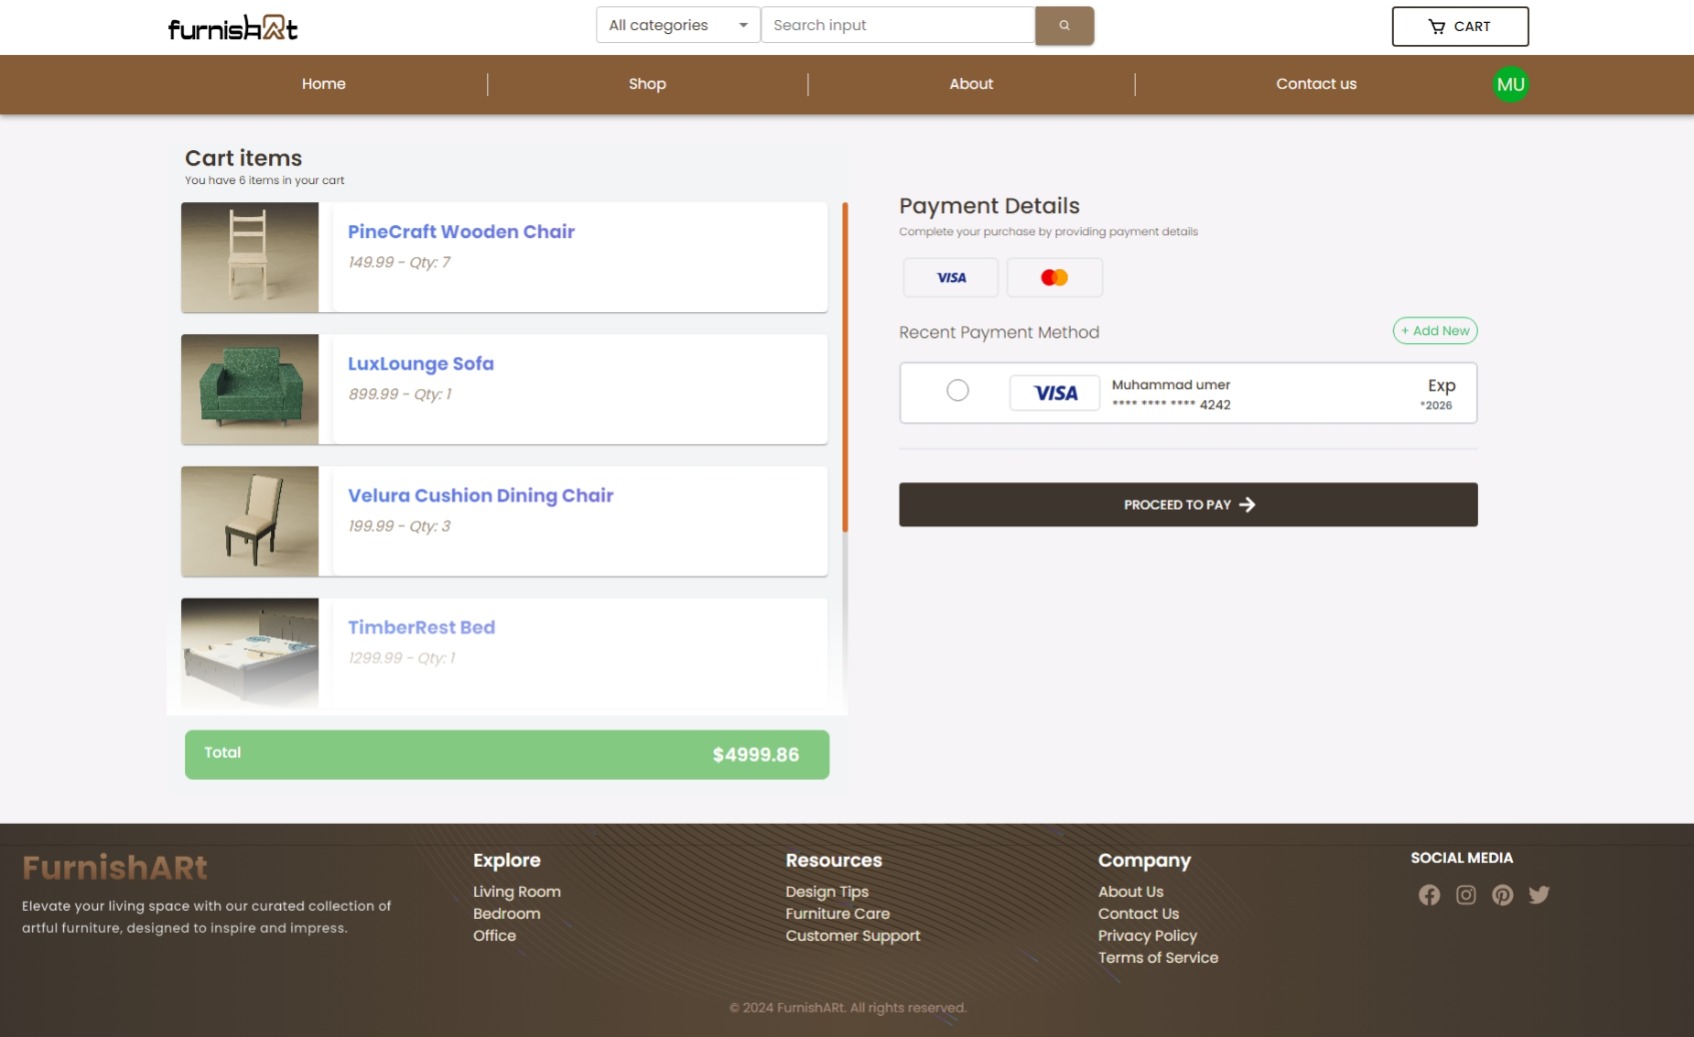 furnishARt
All categories
Search input
CART
Home
Shop
About
Contact us
MU
Cart items
You have 6 items in your cart
PineCraft Wooden Chair
149.99 - Qty: 7
LuxLounge Sofa
899.99 - Qty: 1
Velura Cushion Dining Chair
199.99 - Qty: 3
TimberRest Bed
1299.99 - Qty: 1
Total
$4999.86
Payment Details
Complete your purchase by providing payment details
VISA
Recent Payment Method
+ Add New
VISA
Muhammad umer
**** **** **** 4242
Exp
*2026
PROCEED TO PAY
FurnishARt
Elevate your living space with our curated collection of
artful furniture, designed to inspire and impress.
Explore
Living Room
Bedroom
Office
Resources
Design Tips
Furniture Care
Customer Support
Company
About Us
Contact Us
Privacy Policy
Terms of Service
SOCIAL MEDIA
© 2024 FurnishARt. All rights reserved.